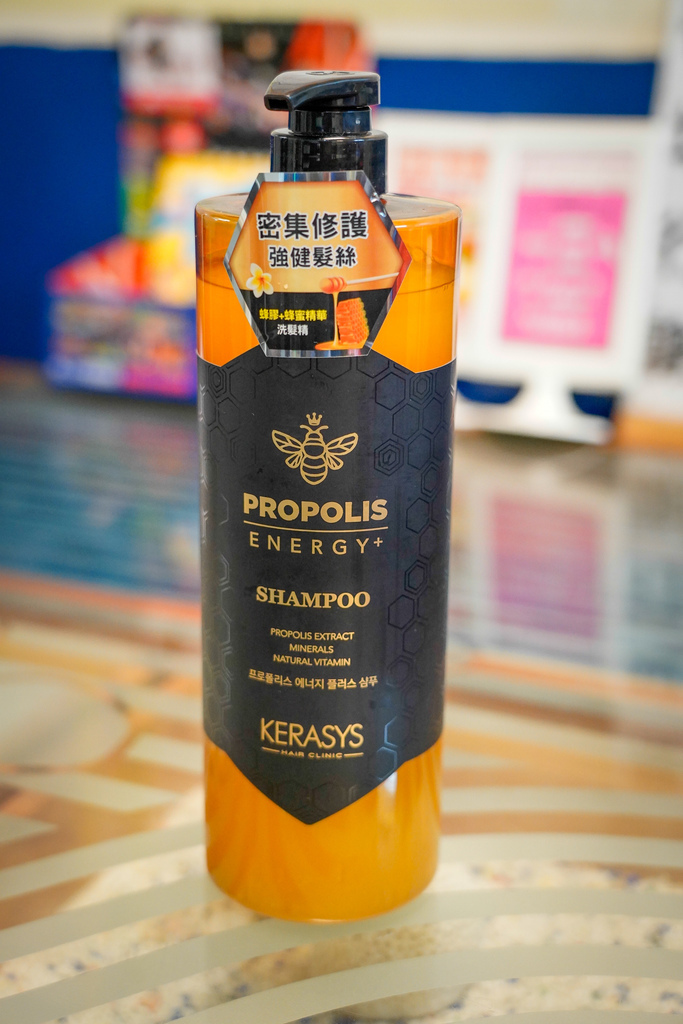 密集修護
強健髮絲
蜂膠+蜂蜜精華
洗髮精
PROPOLIS
ENERGY+
SHAMPOO
PROPOLIS EXTRACT
MINERALS
NATURAL VITAMIN
프로폴리스 에너지 플러스 샴푸
KERASYS
HAIR CLINIC